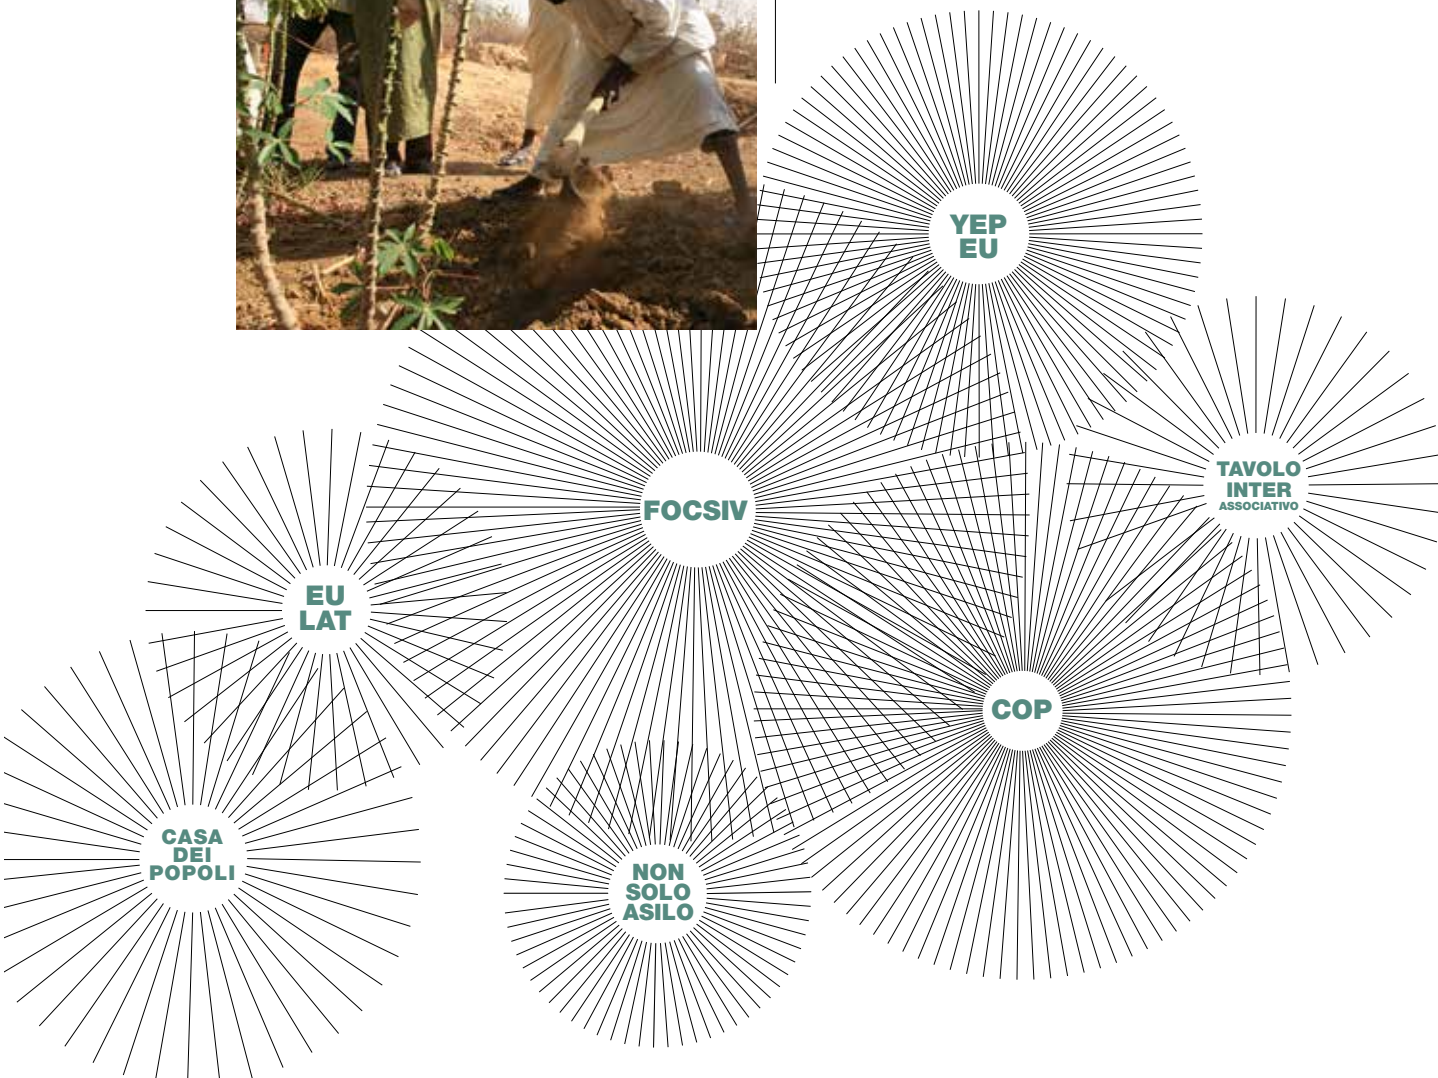 YEP
EU
TAVOLO
INTER
ASSOCIATIVO
FOCSIV
EU
LAT
COP
CASA
DEI
POPOLI
NON
SOLO
ASILO